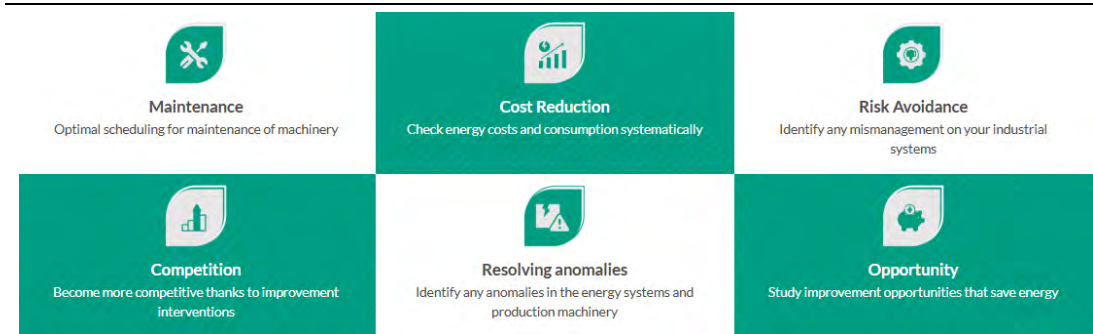 Maintenance
Optimal scheduling for maintenance of machinery
Cost Reduction
Check energy costs and consumption systematically
Risk Avoidance
Identify any mismanagement on your industrial
systems
Competition
Become more competitive thanks to improvement
interventions
Resolving anomalies
Identify any anomalies in the energy systems and
production machinery
Opportunity
Study improvement opportunities that save energy